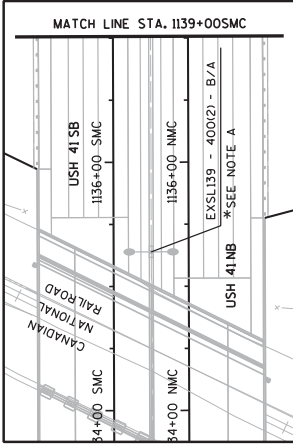 MATCH LINE STA. 1139+00SMC
USH 41 SB
1136+00 SMC
1136+00 NMC
EXSL139 - 400(2) - B/A
*SEE NOTE A
USH 41 NB
CANADIAN
NATIONAL
RAILROAD
34+00 SMC
34+00 NMC